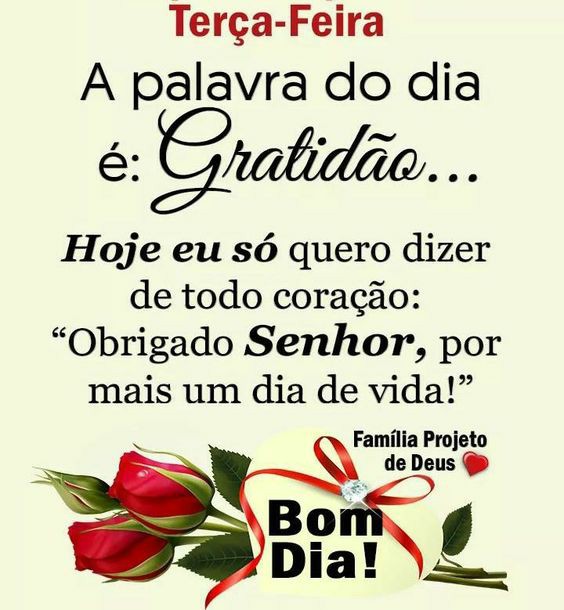 Terça-Feira
A palavra do dia
é: Gratidão...
Hoje eu só quero dizer
de todo coração:
“Obrigado Senhor, por
mais um dia de vida!”
Família Projeto
de Deus
Bom
Dia!